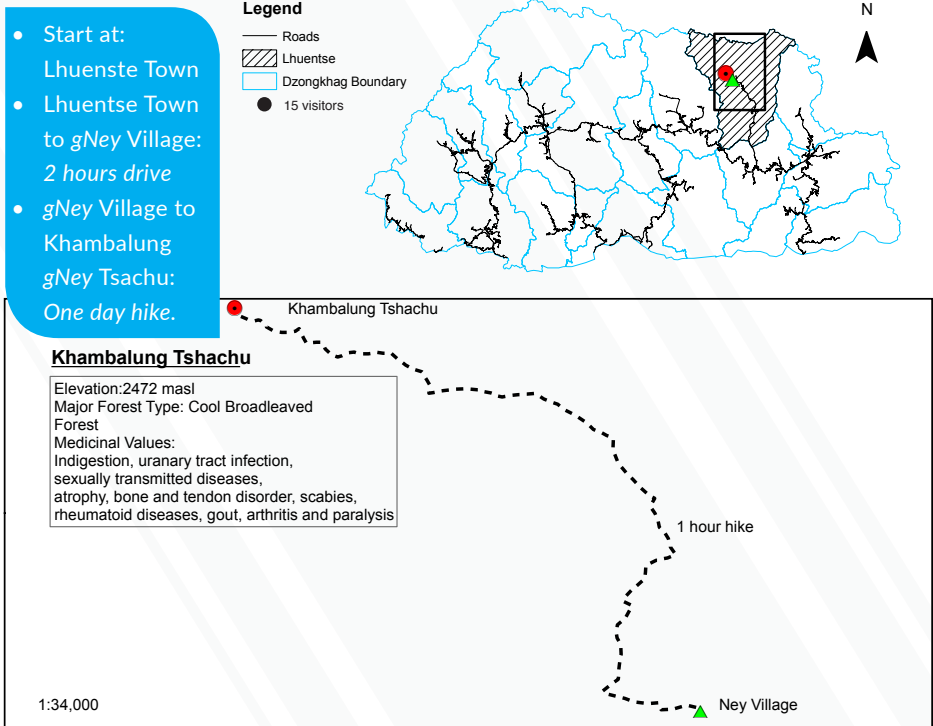 • Start at:
Lhuenste Town
• Lhuentse Town
to gNey Village:
2 hours drive
• gNey Village to
Khambalung
gNey Tsachu:
One day hike.
Legend
Roads
Lhuentse
Dzongkhag Boundary
15 visitors
N
Khambalung Tshachu
Khambalung Tshachu
Elevation:2472 masl
Major Forest Type: Cool Broadleaved
Forest
Medicinal Values:
Indigestion, uranary tract infection,
sexually transmitted diseases,
atrophy, bone and tendon disorder, scabies,
rheumatoid diseases, gout, arthritis and paralysis
1 hour hike
Ney Village
1:34,000